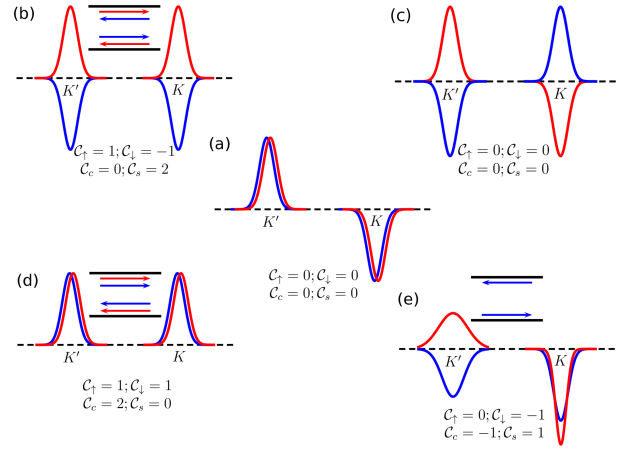 (b)
K′
K
C↑ = 1; C↓ = −1
Cc = 0; Cs = 2
(c)
K′
K
C↑ = 0; C↓ = 0
Cc = 0; Cs = 0
(a)
K′
K
C↑ = 0; C↓ = 0
Cc = 0; Cs = 0
(d)
K′
K
C↑ = 1; C↓ = 1
Cc = 2; Cs = 0
(e)
K′
K
C↑ = 0; C↓ = −1
Cc = −1; Cs = 1